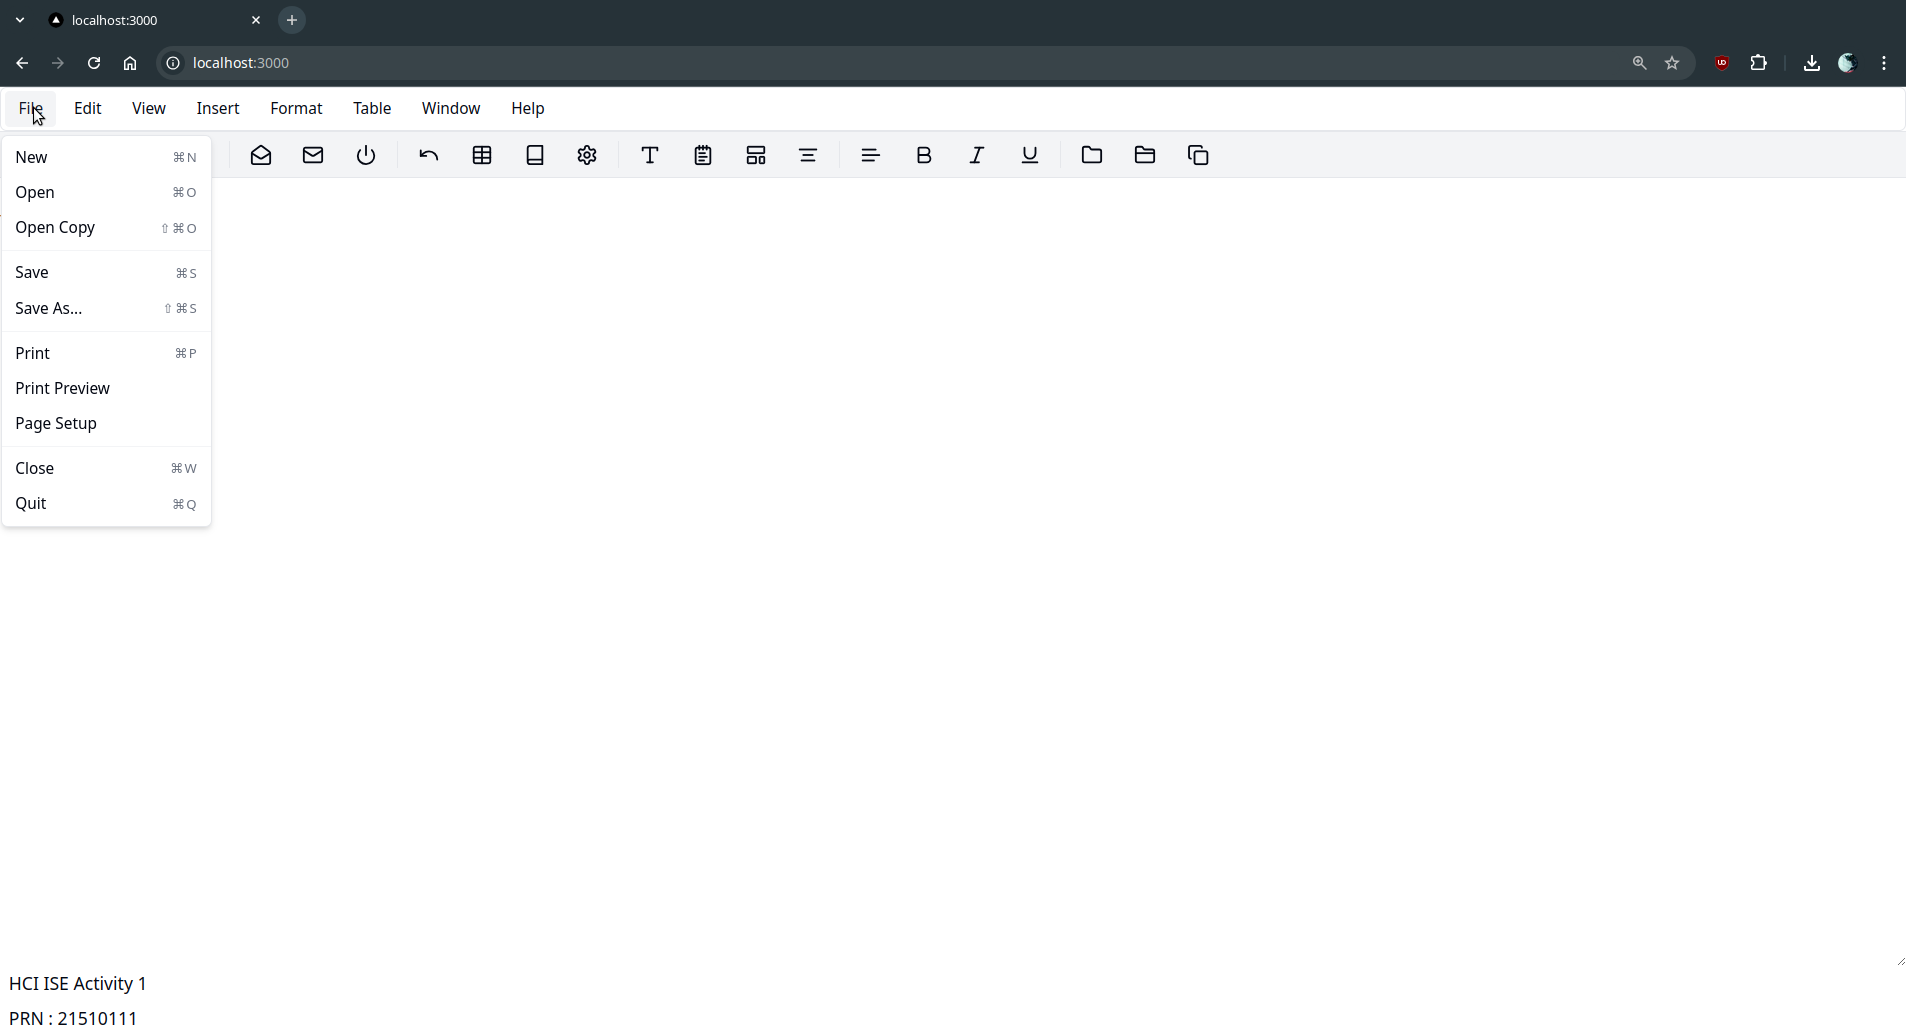 localhost:3000
localhost:3000
File Edit View Insert Format Table Window Help
New ⌘N
Open ⌘O
Open Copy ⇧⌘O
Save ⌘S
Save As... ⇧⌘S
Print ⌘P
Print Preview
Page Setup
Close ⌘W
Quit ⌘Q
HCI ISE Activity 1
PRN : 21510111